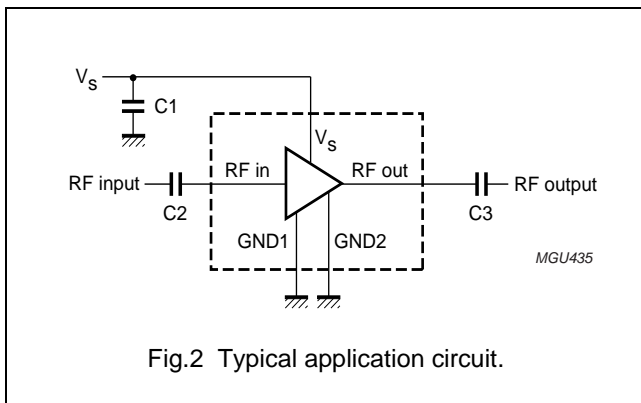 Vs
C1
Vs
RF input
RF in
RF out
RF output
C2
C3
GND1
GND2
MGU435
Fig.2 Typical application circuit.